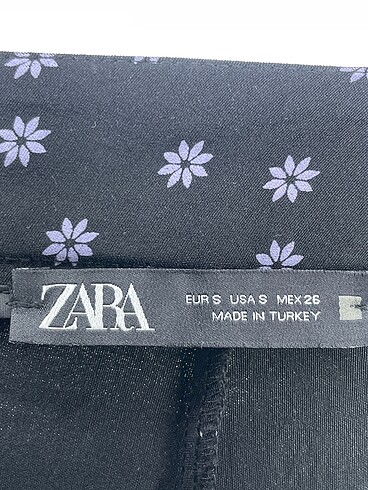 ZARA
EUR S USA S MEX 26
MADE IN TURKEY